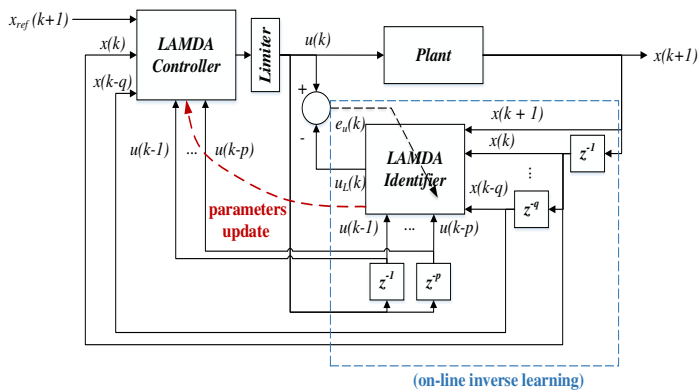 x_ref (k+1)
x(k)
x(k-q)
LAMDA
Controller
Limiter
u(k)
Plant
x(k+1)
+
-
e_u(k)
u_L(k)
x(k + 1)
x(k)
x(k-q)
LAMDA
Identifier
z^-1
...
z^-q
u(k-1) ... u(k-p)
parameters
update
u(k-1) ... u(k-p)
z^-1
z^-p
(on-line inverse learning)